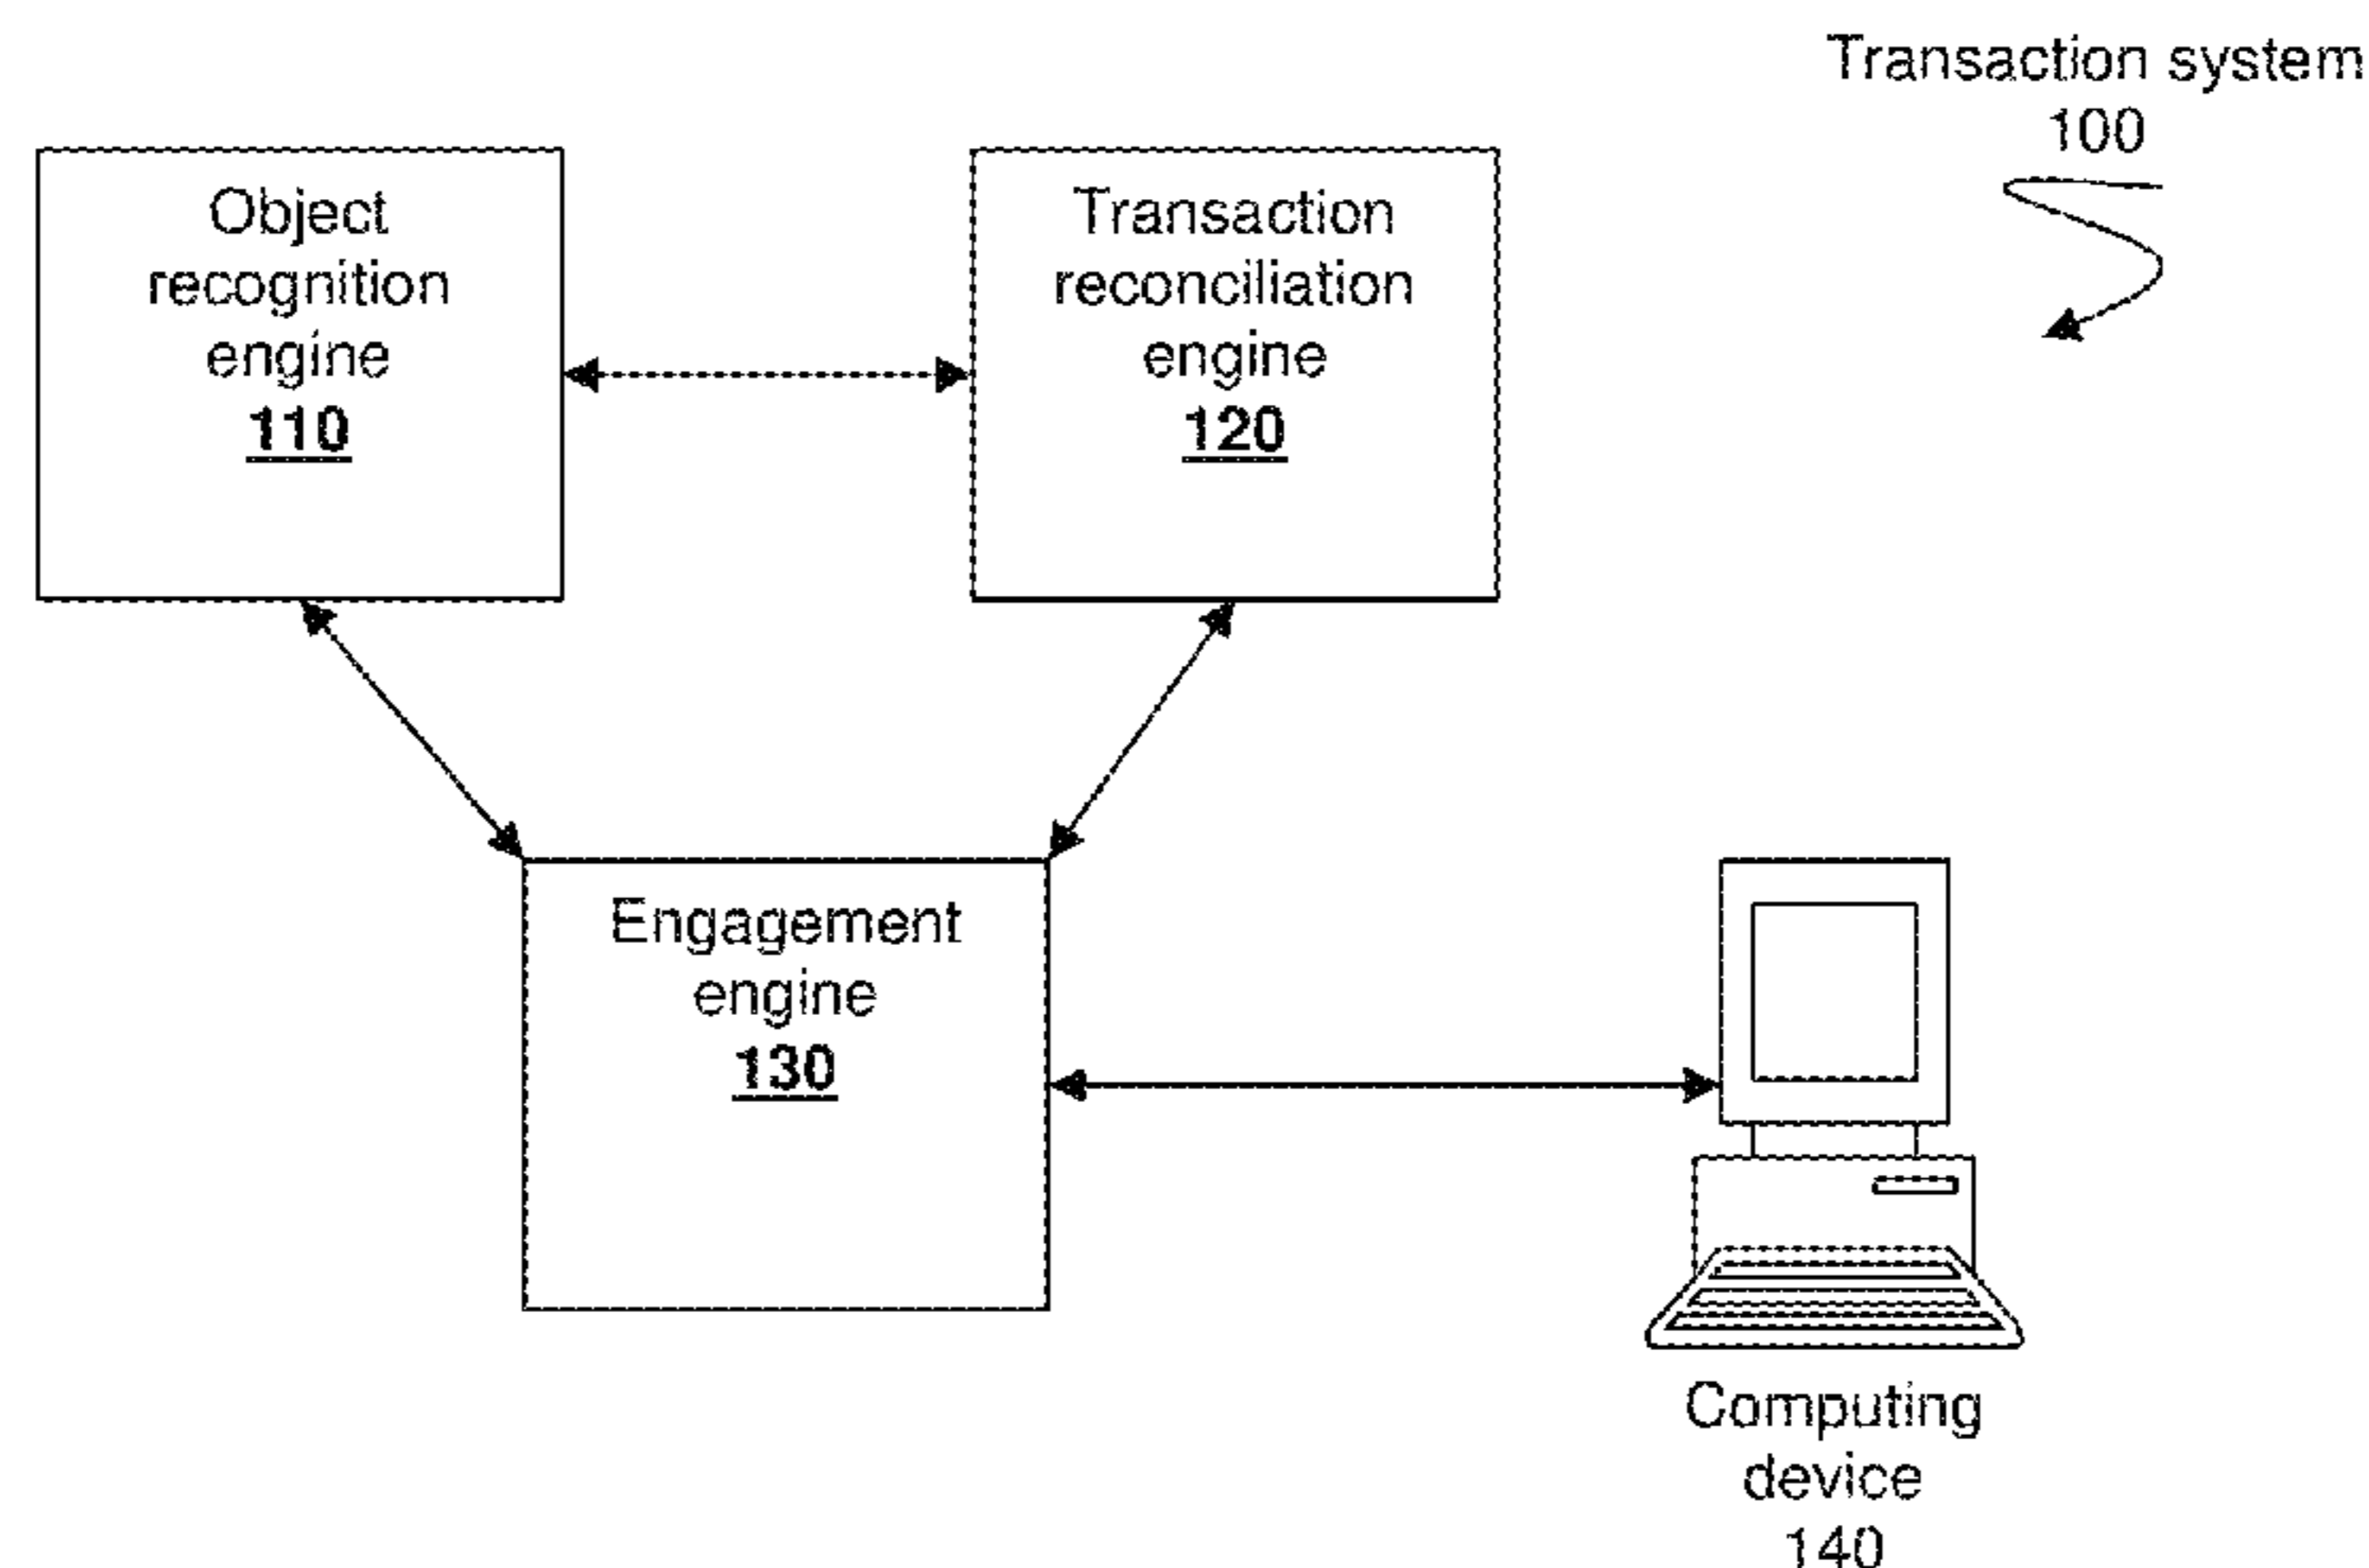 Transaction system
100
Object
recognition
engine
110
Transaction
reconciliation
engine
120
Engagement
engine
130
Computing
device
140